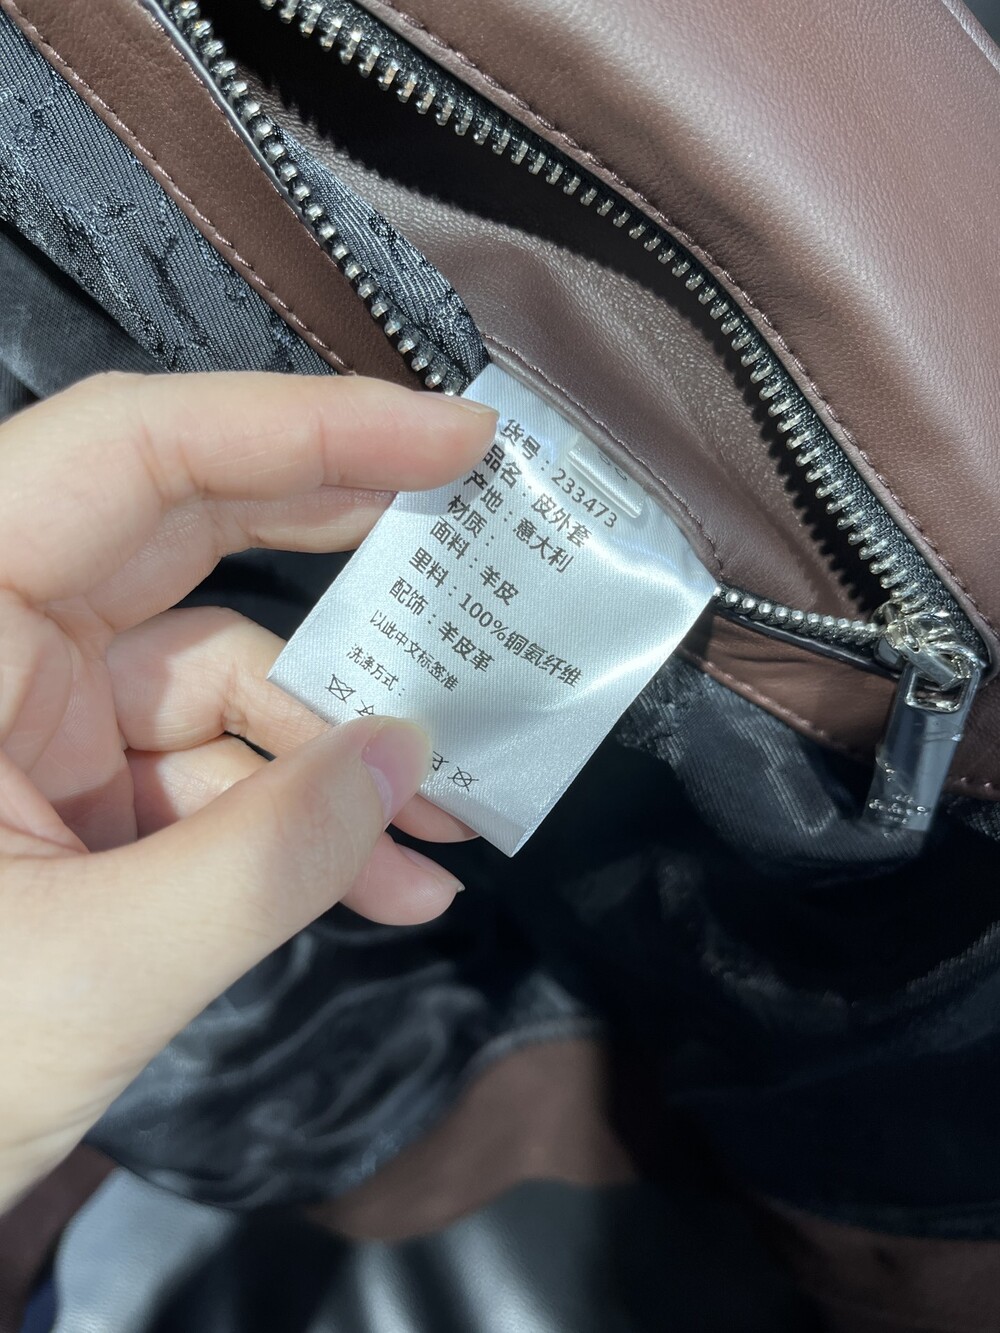 货号：233473
品名：皮外套
产地：意大利
材质：
面料：羊皮
里料：100%铜氨纤维
配饰：羊皮革
以此中文标签准
洗涤方式：